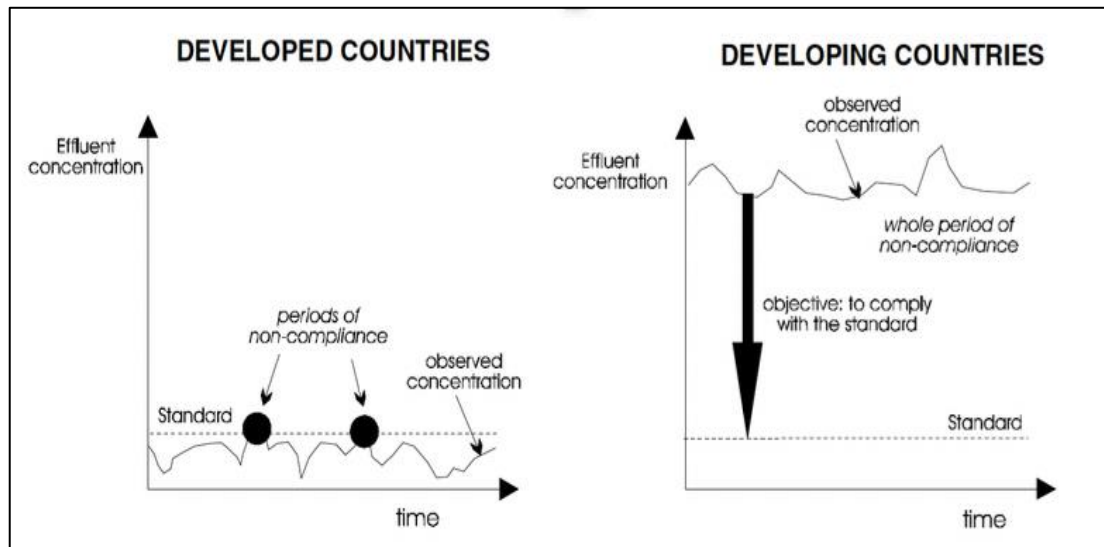 DEVELOPED COUNTRIES
Effluent
concentration
periods of
non-compliance
observed
concentration
Standard
time
DEVELOPING COUNTRIES
observed
concentration
Effluent
concentration
whole period of
non-compliance
objective: to comply
with the standard
Standard
time